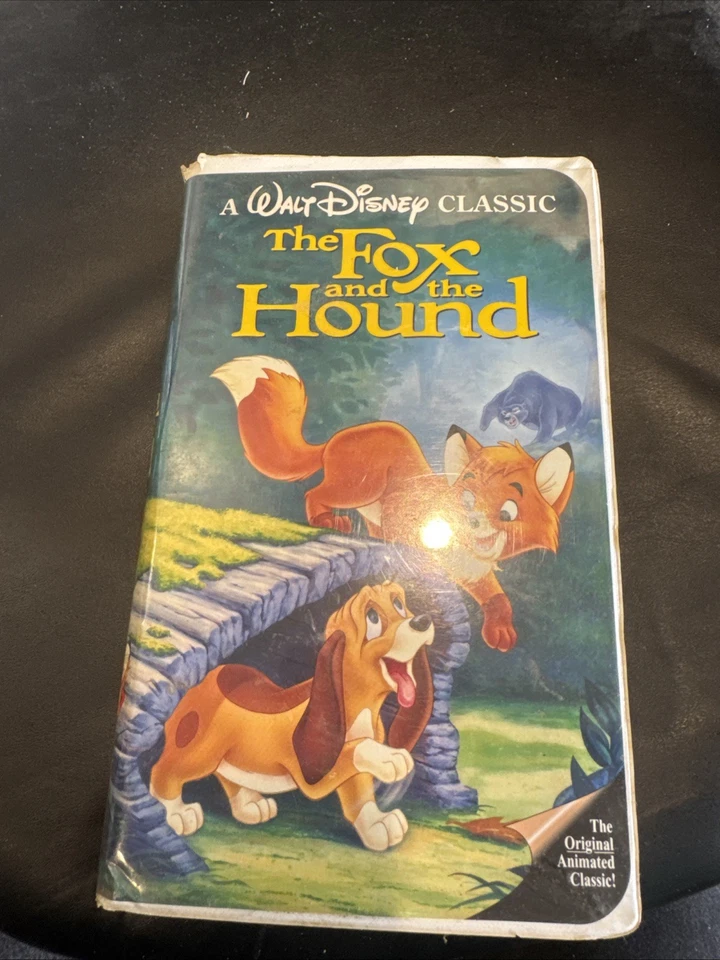 A Walt Disney CLASSIC
The Fox
and the
Hound
The
Original
Animated
Classic!